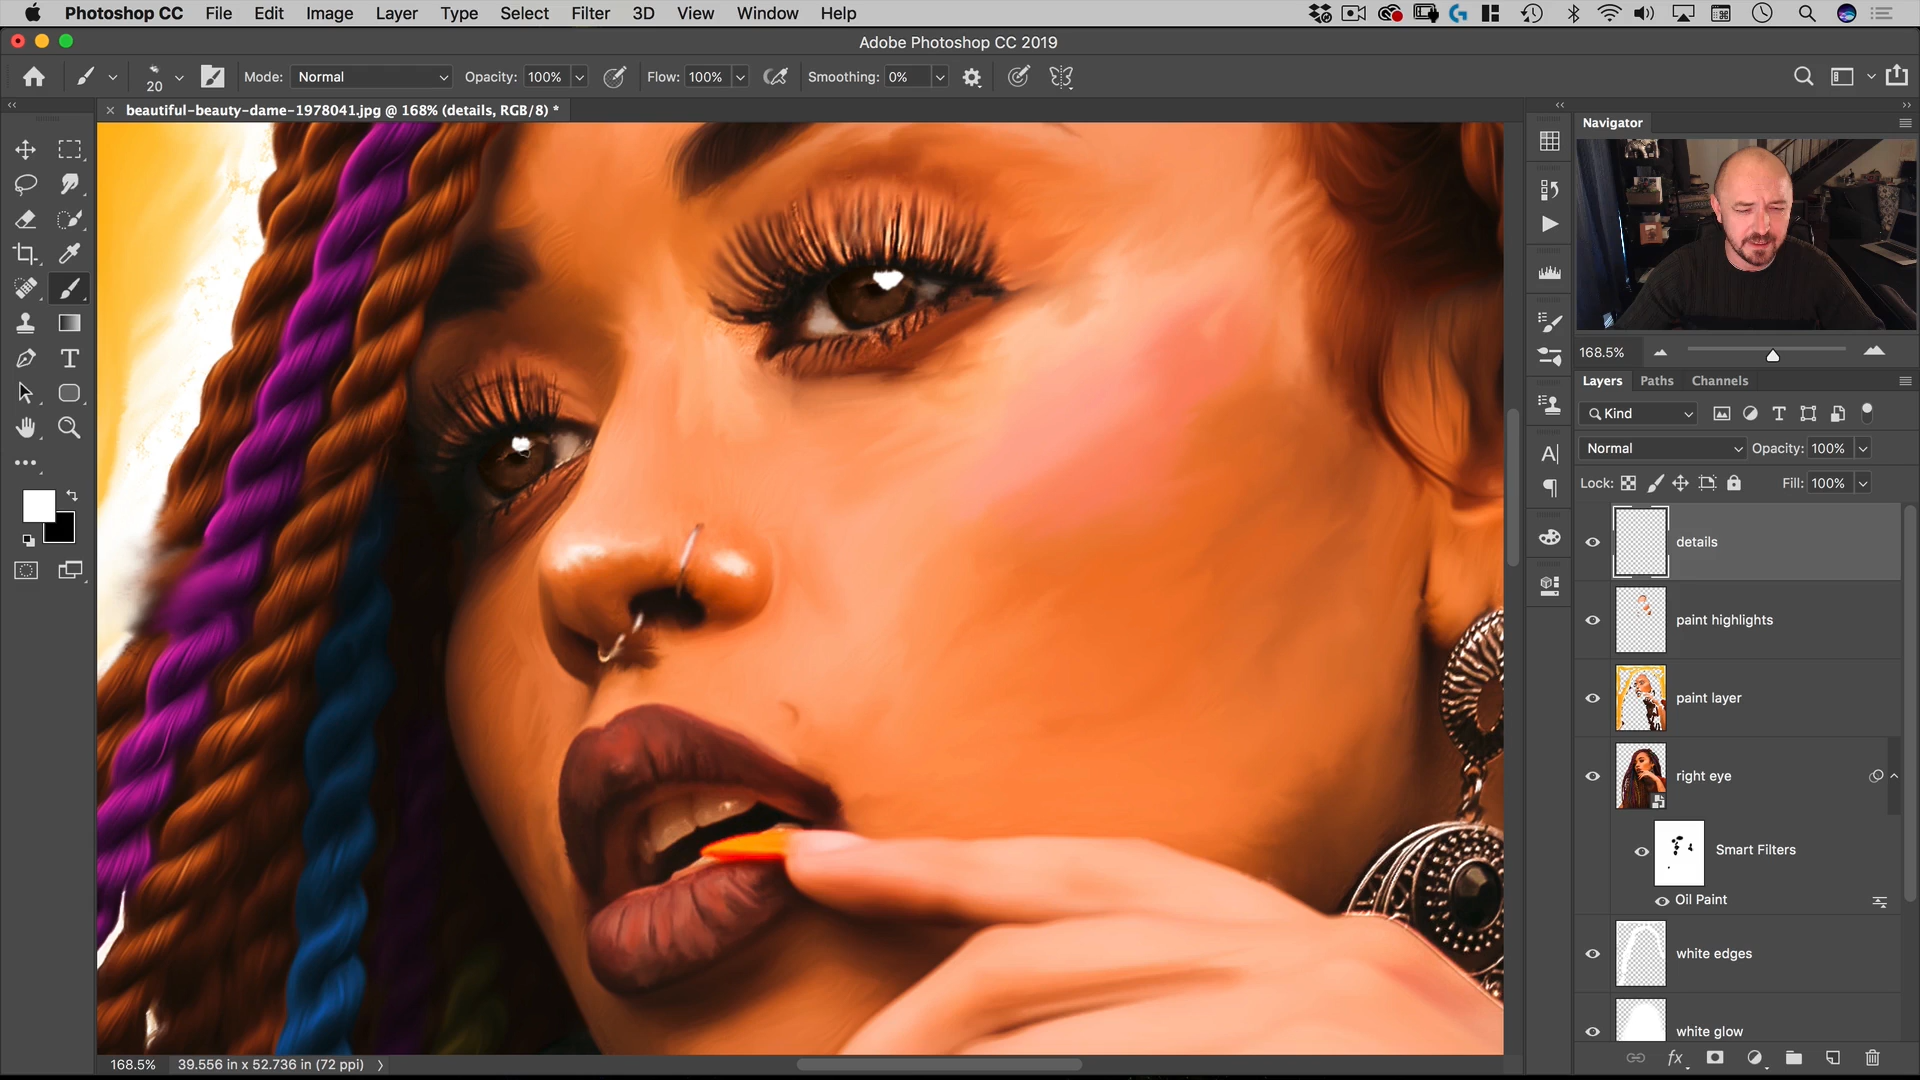 Photoshop CC File Edit Image Layer Type Select Filter 3D View Window Help
Adobe Photoshop CC 2019
20 Mode: Normal Opacity: 100% Flow: 100% Smoothing: 0%
beautiful-beauty-dame-1978041.jpg @ 168% (details, RGB/8) *
Navigator
168.5%
Layers Paths Channels
Kind
Normal Opacity: 100%
Lock: Fill: 100%
details
paint highlights
paint layer
right eye
Smart Filters
Oil Paint
white edges
white glow
fx
168.5% 39.556 in x 52.736 in (72 ppi)